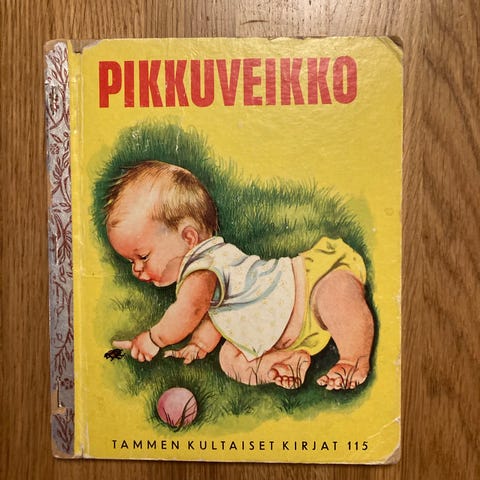 PIKKUVEIKKO
TAMMEN KULTAISET KIRJAT 115